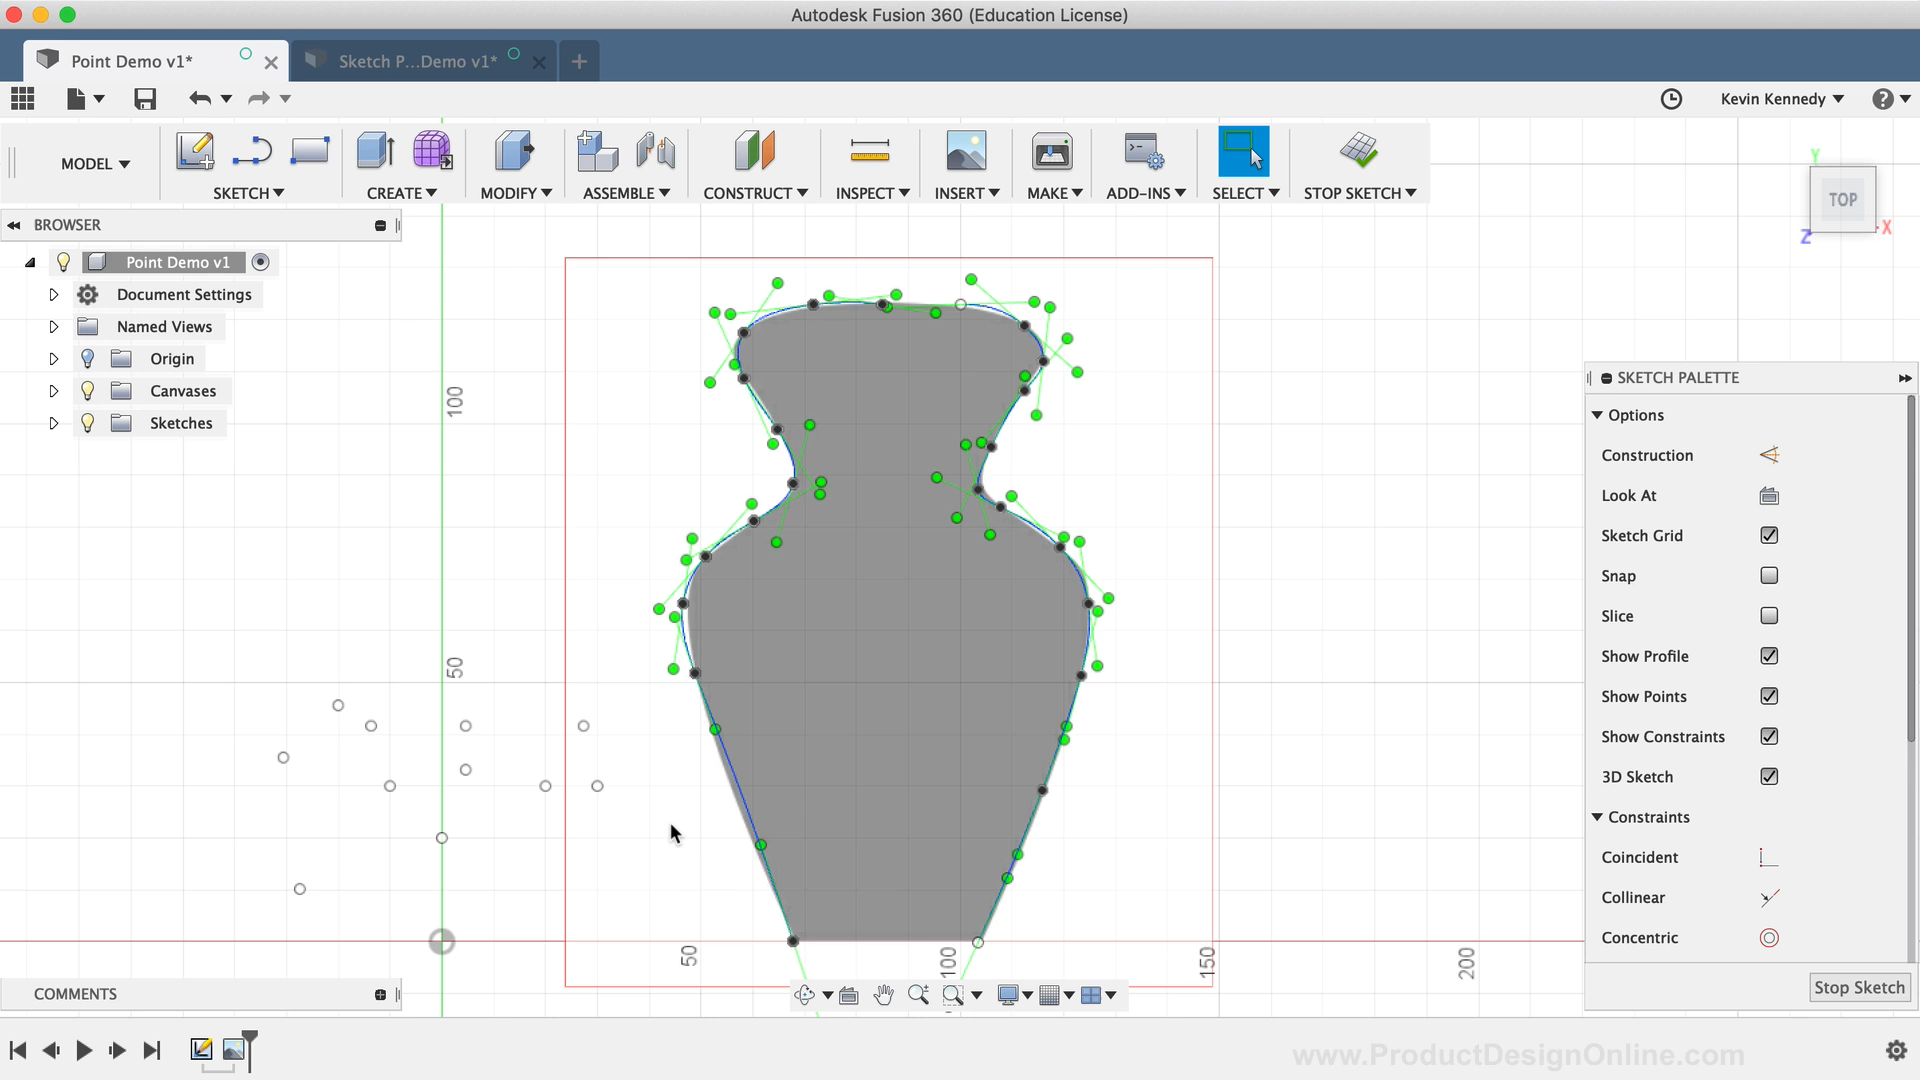 Autodesk Fusion 360 (Education License)
Point Demo v1*
Sketch P...Demo v1*
Kevin Kennedy
MODEL
SKETCH
CREATE
MODIFY
ASSEMBLE
CONSTRUCT
INSPECT
INSERT
MAKE
ADD-INS
SELECT
STOP SKETCH
Y
TOP
X
Z
BROWSER
Point Demo v1
Document Settings
Named Views
Origin
Canvases
Sketches
100
50
50
100
150
200
SKETCH PALETTE
Options
Construction
Look At
Sketch Grid
Snap
Slice
Show Profile
Show Points
Show Constraints
3D Sketch
Constraints
Coincident
Collinear
Concentric
Stop Sketch
COMMENTS
www.ProductDesignOnline.com